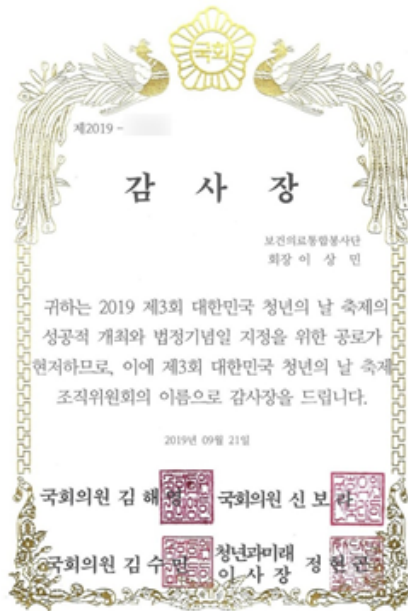 국회
제2019 -
감 사 장
보건의료통합봉사단
회장 이 상 민
귀하는 2019 제3회 대한민국 청년의 날 축제의
성공적 개최와 법정기념일 지정을 위한 공로가
현저하므로, 이에 제3회 대한민국 청년의 날 축제
조직위원회의 이름으로 감사장을 드립니다.
2019년 09월 21일
국회의원 김 해 영 국회의원 신 보 라
국회의원 김 수 민 청년과미래 이 사 장 정 현 곤